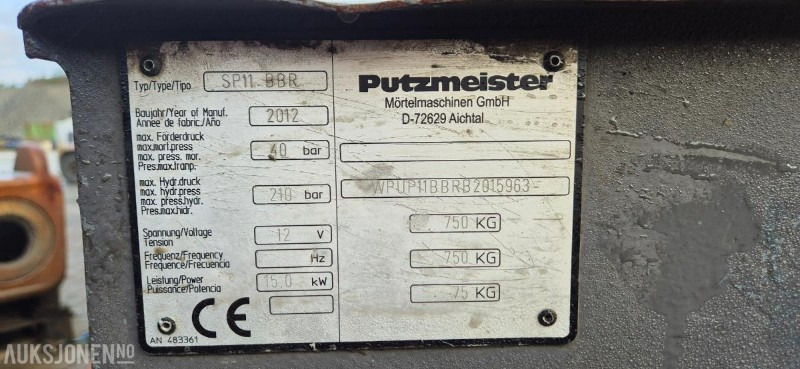 Typ/Type/Tipo SP11 BBR
Baujahr/Year of Manuf.
Année de fabric./Año 2012
max. Förderdruck
max.mort.press
max. press. mor.
Pres.max.tranp. 40 bar
max. Hydr.druck
max. hydr.press
max. press.hydr.
Pres.max.hidr. 210 bar
Spannung/Voltage
Tension 12 V
Frequenz/Frequency
Fréquence/Frecuencia Hz
Leistung/Power
Puissance/Potencia 15.0 kW
CE
AN 483361
Putzmeister
Mörtelmaschinen GmbH
D-72629 Aichtal
WPUP11BBRB2015963
750 KG
750 KG
75 KG
AUKSJONEN.NO